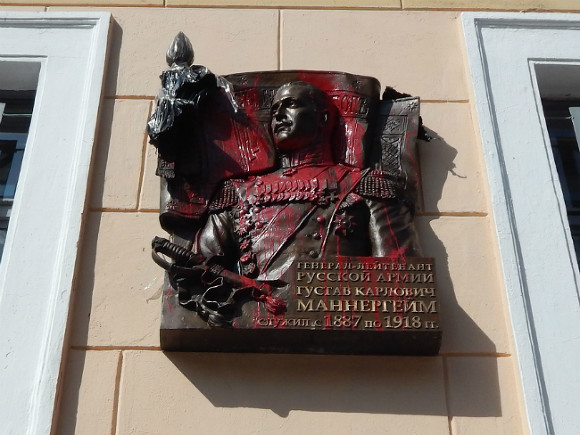 ГЕНЕРАЛ-ЛЕЙТЕНАНТ
РУССКОЙ АРМИИ
ГУСТАВ КАРЛОВИЧ
МАННЕРГЕЙМ
СЛУЖИЛ С 1887 ПО 1918 ГГ.